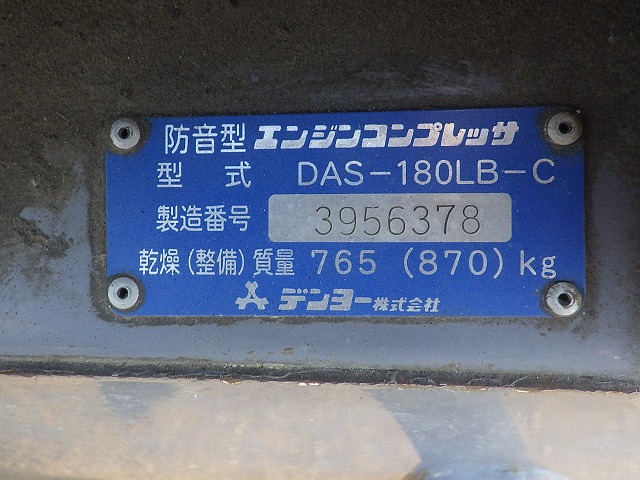 防音型 エンジンコンプレッサ
型式 DAS-180LB-C
製造番号 3956378
乾燥(整備)質量 765 (870) kg
デンヨー株式会社